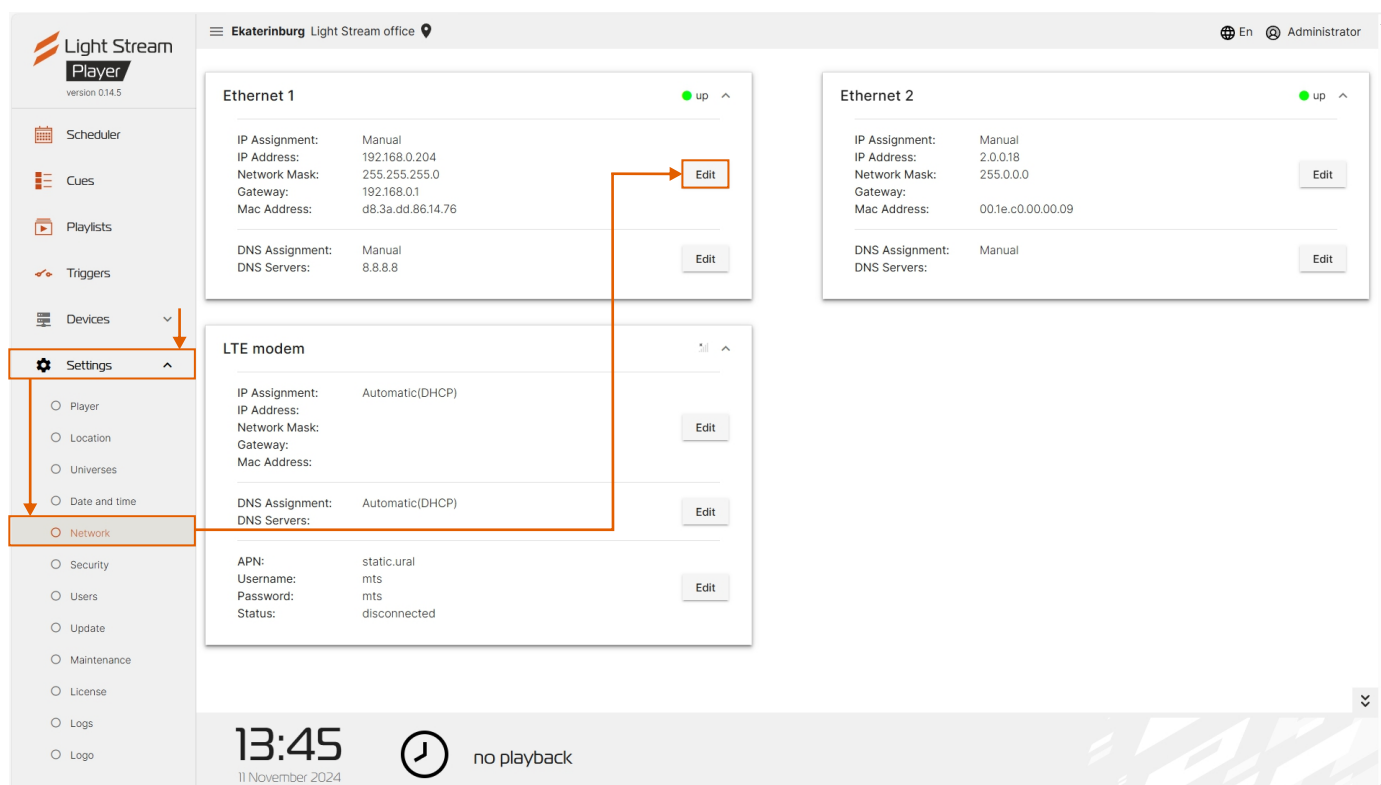 Light Stream
Player
version 0.14.5
Ekaterinburg Light Stream office
En Administrator
Scheduler
Cues
Playlists
Triggers
Devices
Settings
Player
Location
Universes
Date and time
Network
Security
Users
Update
Maintenance
License
Logs
Logo
Ethernet 1 up
IP Assignment: Manual
IP Address: 192.168.0.204
Network Mask: 255.255.255.0
Gateway: 192.168.0.1
Mac Address: d8.3a.dd.86.14.76
Edit
DNS Assignment: Manual
DNS Servers: 8.8.8.8
Edit
Ethernet 2 up
IP Assignment: Manual
IP Address: 2.0.0.18
Network Mask: 255.0.0.0
Gateway:
Mac Address: 00.1e.c0.00.00.09
Edit
DNS Assignment: Manual
DNS Servers:
Edit
LTE modem
IP Assignment: Automatic(DHCP)
IP Address:
Network Mask:
Gateway:
Mac Address:
Edit
DNS Assignment: Automatic(DHCP)
DNS Servers:
Edit
APN: static.ural
Username: mts
Password: mts
Status: disconnected
Edit
13:45
11 November 2024
no playback